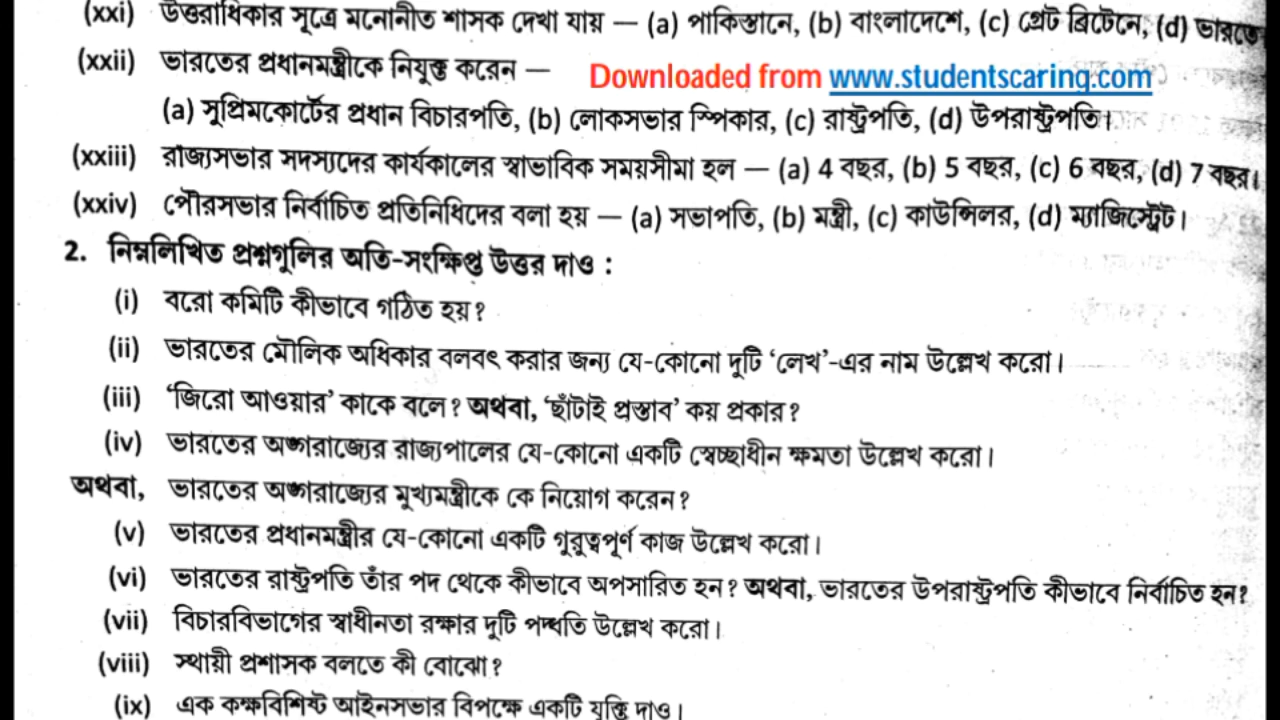 (xxi) উত্তরাধিকার সূত্রে মনোনীত শাসক দেখা যায় — (a) পাকিস্তানে, (b) বাংলাদেশে, (c) গ্রেট ব্রিটেনে, (d) ভারতে
(xxii) ভারতের প্রধানমন্ত্রীকে নিযুক্ত করেন — Downloaded from www.studentscaring.com
(a) সুপ্রিমকোর্টের প্রধান বিচারপতি, (b) লোকসভার স্পিকার, (c) রাষ্ট্রপতি, (d) উপরাষ্ট্রপতি।
(xxiii) রাজ্যসভার সদস্যদের কার্যকালের স্বাভাবিক সময়সীমা হল — (a) 4 বছর, (b) 5 বছর, (c) 6 বছর, (d) 7 বছর।
(xxiv) পৌরসভার নির্বাচিত প্রতিনিধিদের বলা হয় — (a) সভাপতি, (b) মন্ত্রী, (c) কাউন্সিলর, (d) ম্যাজিস্ট্রেট।
2. নিম্নলিখিত প্রশ্নগুলির অতি-সংক্ষিপ্ত উত্তর দাও :
(i) বরো কমিটি কীভাবে গঠিত হয়?
(ii) ভারতের মৌলিক অধিকার বলবৎ করার জন্য যে-কোনো দুটি ‘লেখ’-এর নাম উল্লেখ করো।
(iii) ‘জিরো আওয়ার’ কাকে বলে? অথবা, ‘ছাঁটাই প্রস্তাব’ কয় প্রকার?
(iv) ভারতের অঙ্গরাজ্যের রাজ্যপালের যে-কোনো একটি স্বেচ্ছাধীন ক্ষমতা উল্লেখ করো।
অথবা, ভারতের অঙ্গরাজ্যের মুখ্যমন্ত্রীকে কে নিয়োগ করেন?
(v) ভারতের প্রধানমন্ত্রীর যে-কোনো একটি গুরুত্বপূর্ণ কাজ উল্লেখ করো।
(vi) ভারতের রাষ্ট্রপতি তাঁর পদ থেকে কীভাবে অপসারিত হন? অথবা, ভারতের উপরাষ্ট্রপতি কীভাবে নির্বাচিত হন?
(vii) বিচারবিভাগের স্বাধীনতা রক্ষার দুটি পদ্ধতি উল্লেখ করো।
(viii) স্থায়ী প্রশাসক বলতে কী বোঝো?
(ix) এক কক্ষবিশিষ্ট আইনসভার বিপক্ষে একটি যুক্তি দাও।